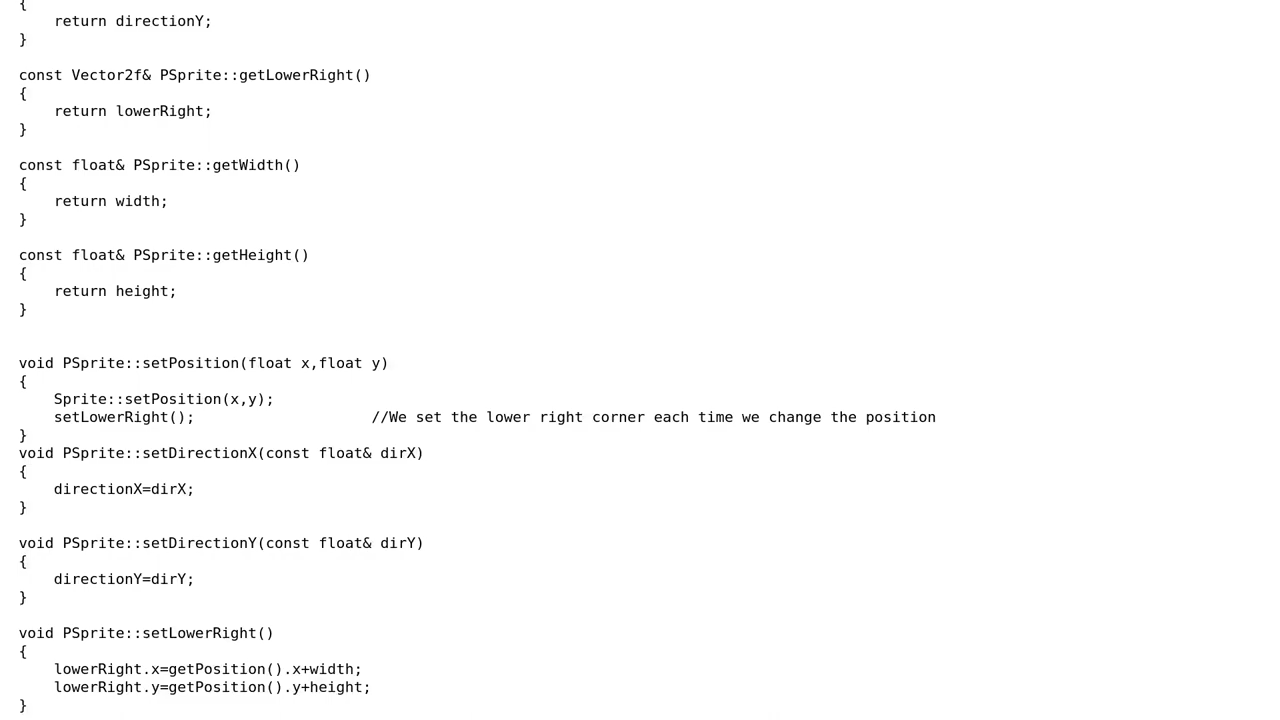 {
    return directionY;
}

const Vector2f& PSprite::getLowerRight()
{
    return lowerRight;
}

const float& PSprite::getWidth()
{
    return width;
}

const float& PSprite::getHeight()
{
    return height;
}


void PSprite::setPosition(float x,float y)
{
    Sprite::setPosition(x,y);
    setLowerRight();                    //We set the lower right corner each time we change the position
}
void PSprite::setDirectionX(const float& dirX)
{
    directionX=dirX;
}

void PSprite::setDirectionY(const float& dirY)
{
    directionY=dirY;
}

void PSprite::setLowerRight()
{
    lowerRight.x=getPosition().x+width;
    lowerRight.y=getPosition().y+height;
}